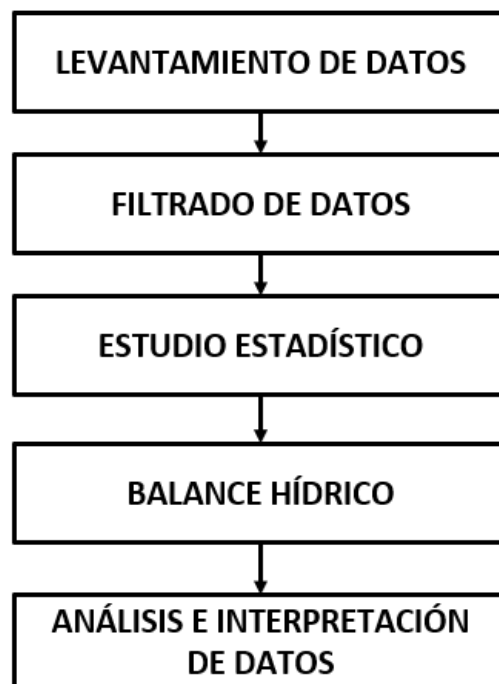 LEVANTAMIENTO DE DATOS
FILTRADO DE DATOS
ESTUDIO ESTADÍSTICO
BALANCE HÍDRICO
ANÁLISIS E INTERPRETACIÓN
DE DATOS